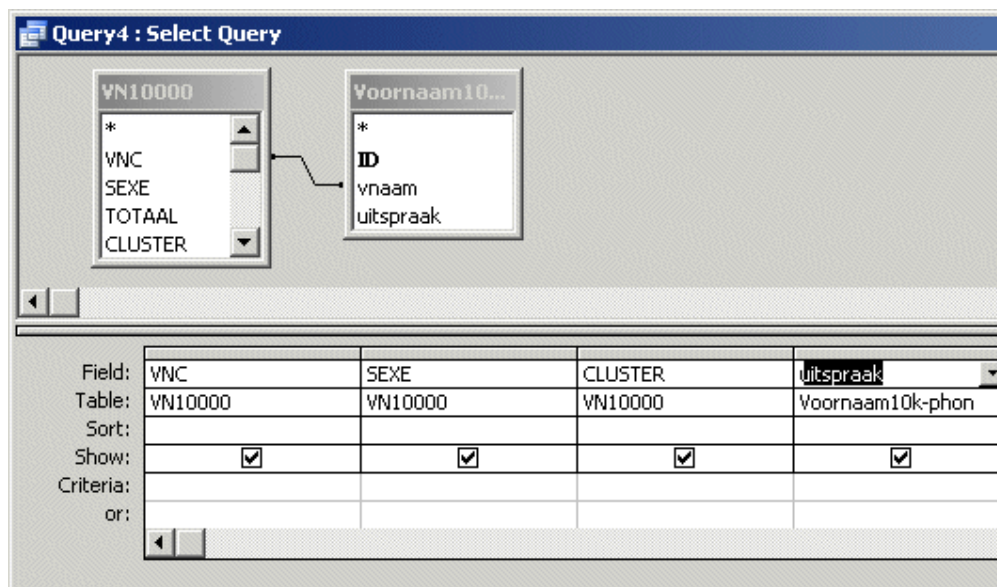 Query4 : Select Query
VN10000
*
VNC
SEXE
TOTAAL
CLUSTER
Voornaam10...
*
ID
vnaam
uitspraak
Field: VNC SEXE CLUSTER uitspraak
Table: VN10000 VN10000 VN10000 Voornaam10k-phon
Sort:
Show:
Criteria:
or: